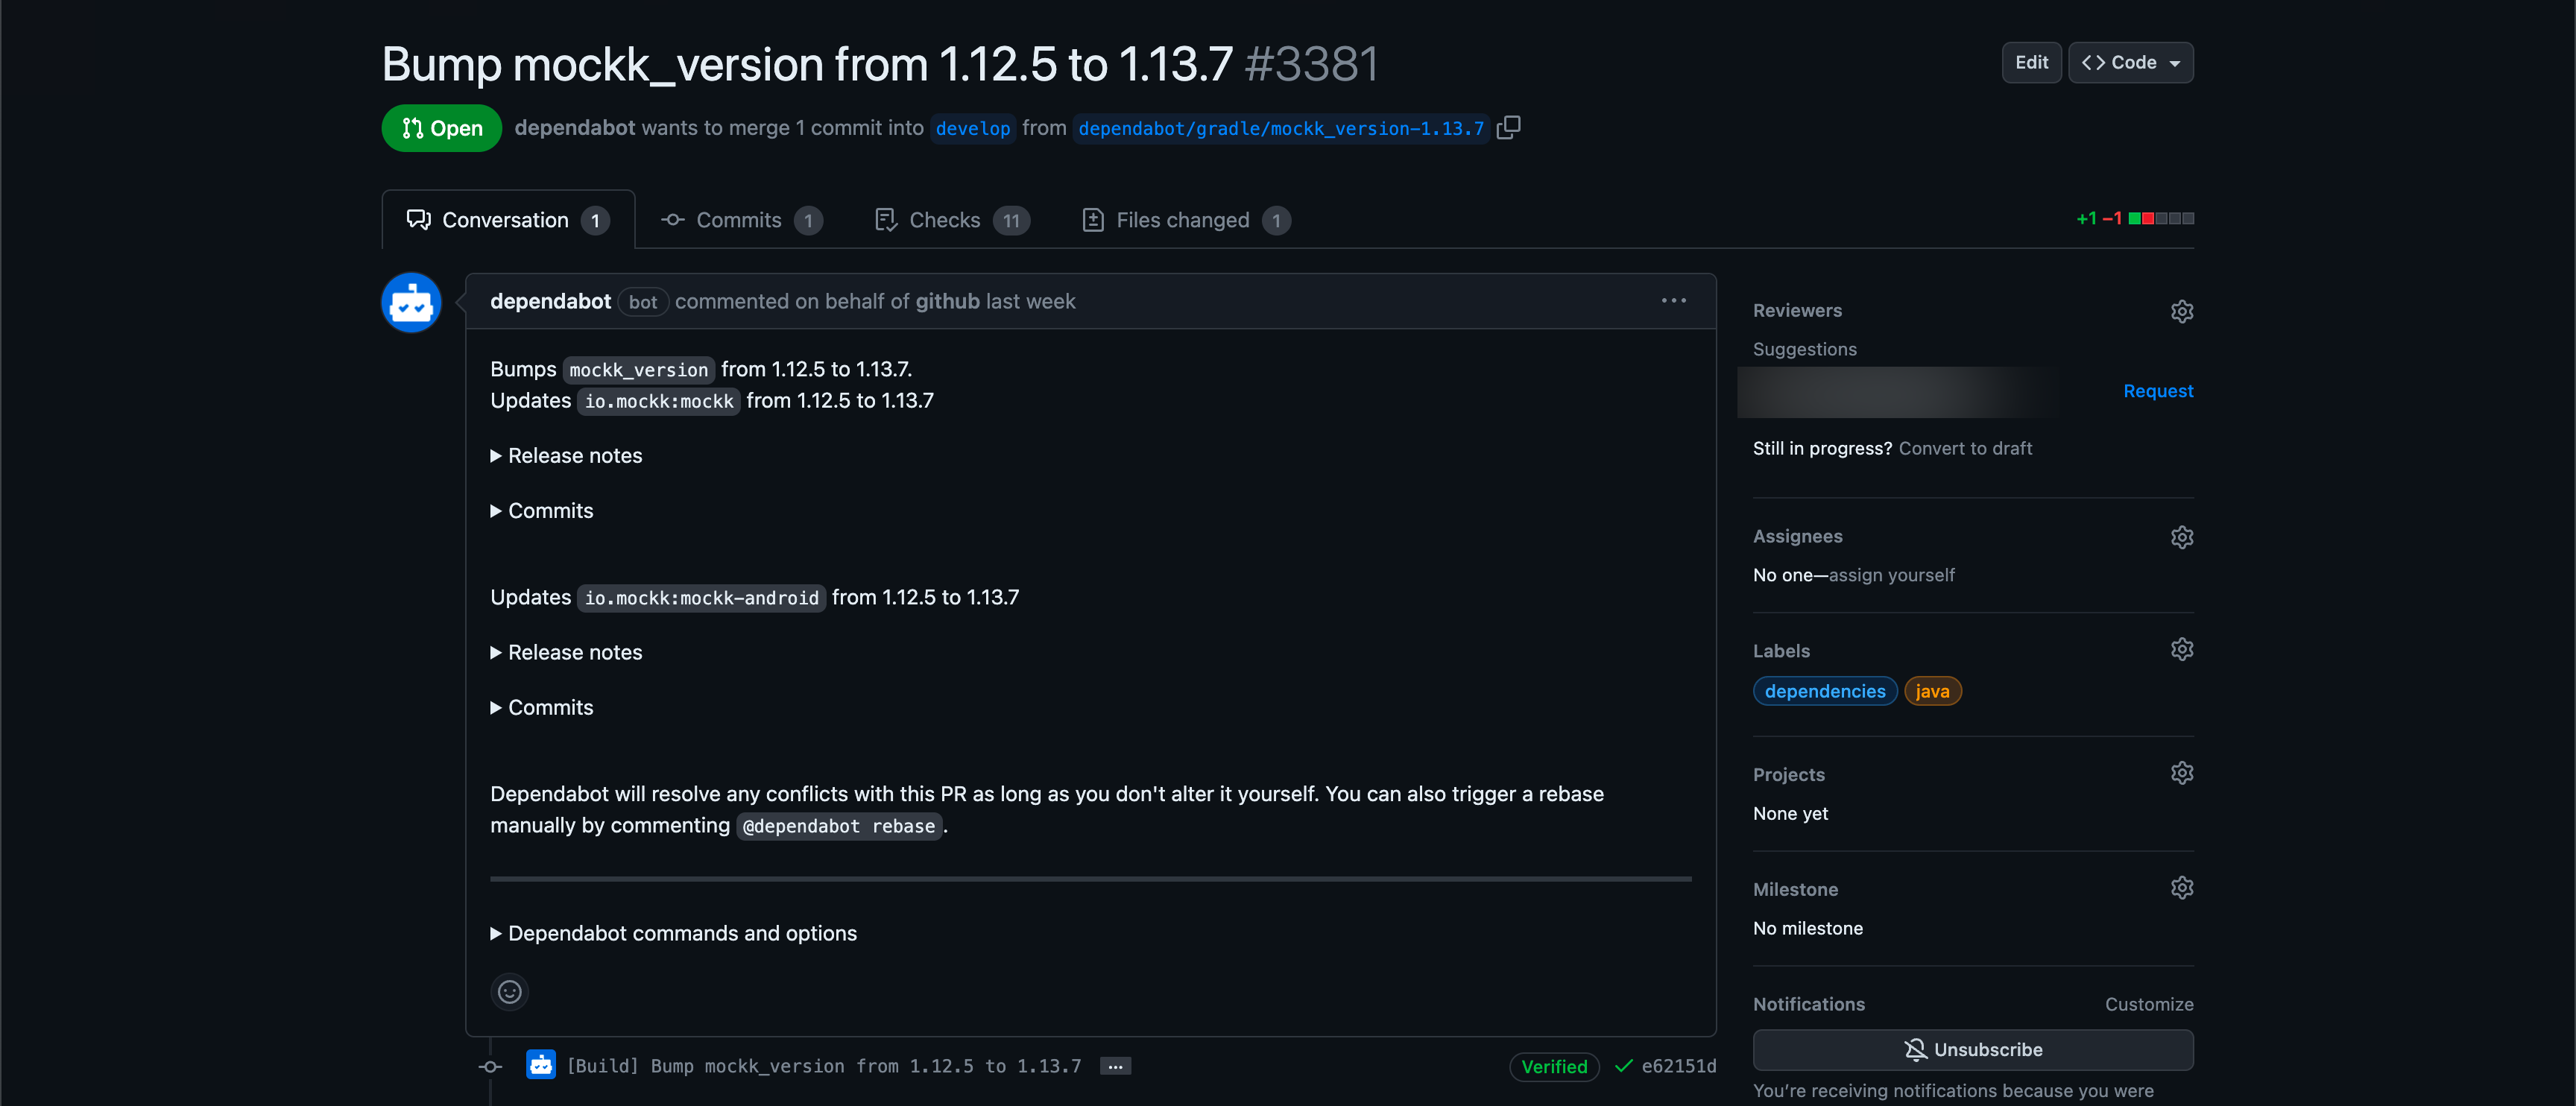 Bump mockk_version from 1.12.5 to 1.13.7 #3381
Edit
<> Code
Open
dependabot wants to merge 1 commit into develop from dependabot/gradle/mockk_version-1.13.7
Conversation 1
Commits 1
Checks 11
Files changed 1
+1 −1
dependabot bot commented on behalf of github last week
Bumps mockk_version from 1.12.5 to 1.13.7.
Updates io.mockk:mockk from 1.12.5 to 1.13.7
Release notes
Commits
Updates io.mockk:mockk-android from 1.12.5 to 1.13.7
Release notes
Commits
Dependabot will resolve any conflicts with this PR as long as you don't alter it yourself. You can also trigger a rebase
manually by commenting @dependabot rebase.
Dependabot commands and options
[Build] Bump mockk_version from 1.12.5 to 1.13.7 ...
Verified
e62151d
Reviewers
Suggestions
Request
Still in progress? Convert to draft
Assignees
No one—assign yourself
Labels
dependencies
java
Projects
None yet
Milestone
No milestone
Notifications
Customize
Unsubscribe
You’re receiving notifications because you were